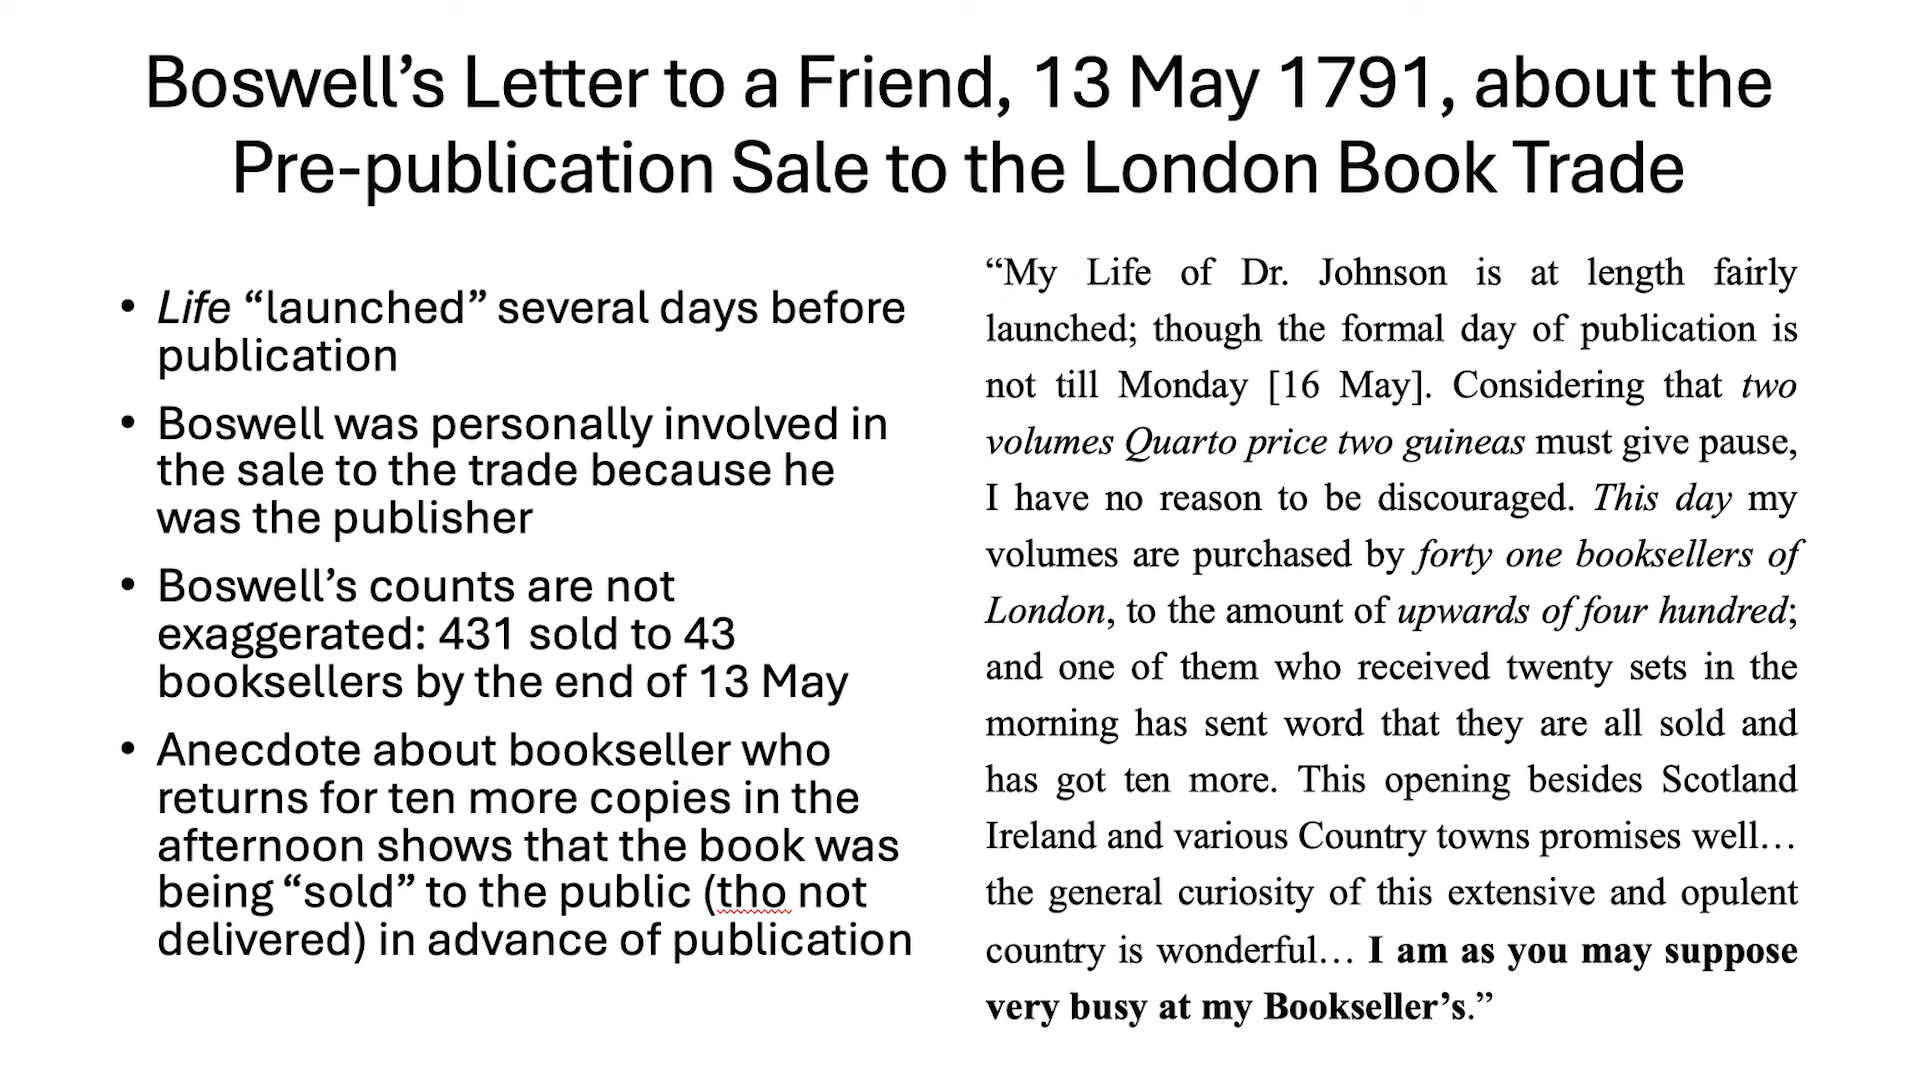 Boswell’s Letter to a Friend, 13 May 1791, about the
Pre-publication Sale to the London Book Trade
• Life “launched” several days before
publication
• Boswell was personally involved in
the sale to the trade because he
was the publisher
• Boswell’s counts are not
exaggerated: 431 sold to 43
booksellers by the end of 13 May
• Anecdote about bookseller who
returns for ten more copies in the
afternoon shows that the book was
being “sold” to the public (tho not
delivered) in advance of publication
“My Life of Dr. Johnson is at length fairly
launched; though the formal day of publication is
not till Monday [16 May]. Considering that two
volumes Quarto price two guineas must give pause,
I have no reason to be discouraged. This day my
volumes are purchased by forty one booksellers of
London, to the amount of upwards of four hundred;
and one of them who received twenty sets in the
morning has sent word that they are all sold and
has got ten more. This opening besides Scotland
Ireland and various Country towns promises well…
the general curiosity of this extensive and opulent
country is wonderful… I am as you may suppose
very busy at my Bookseller’s.”